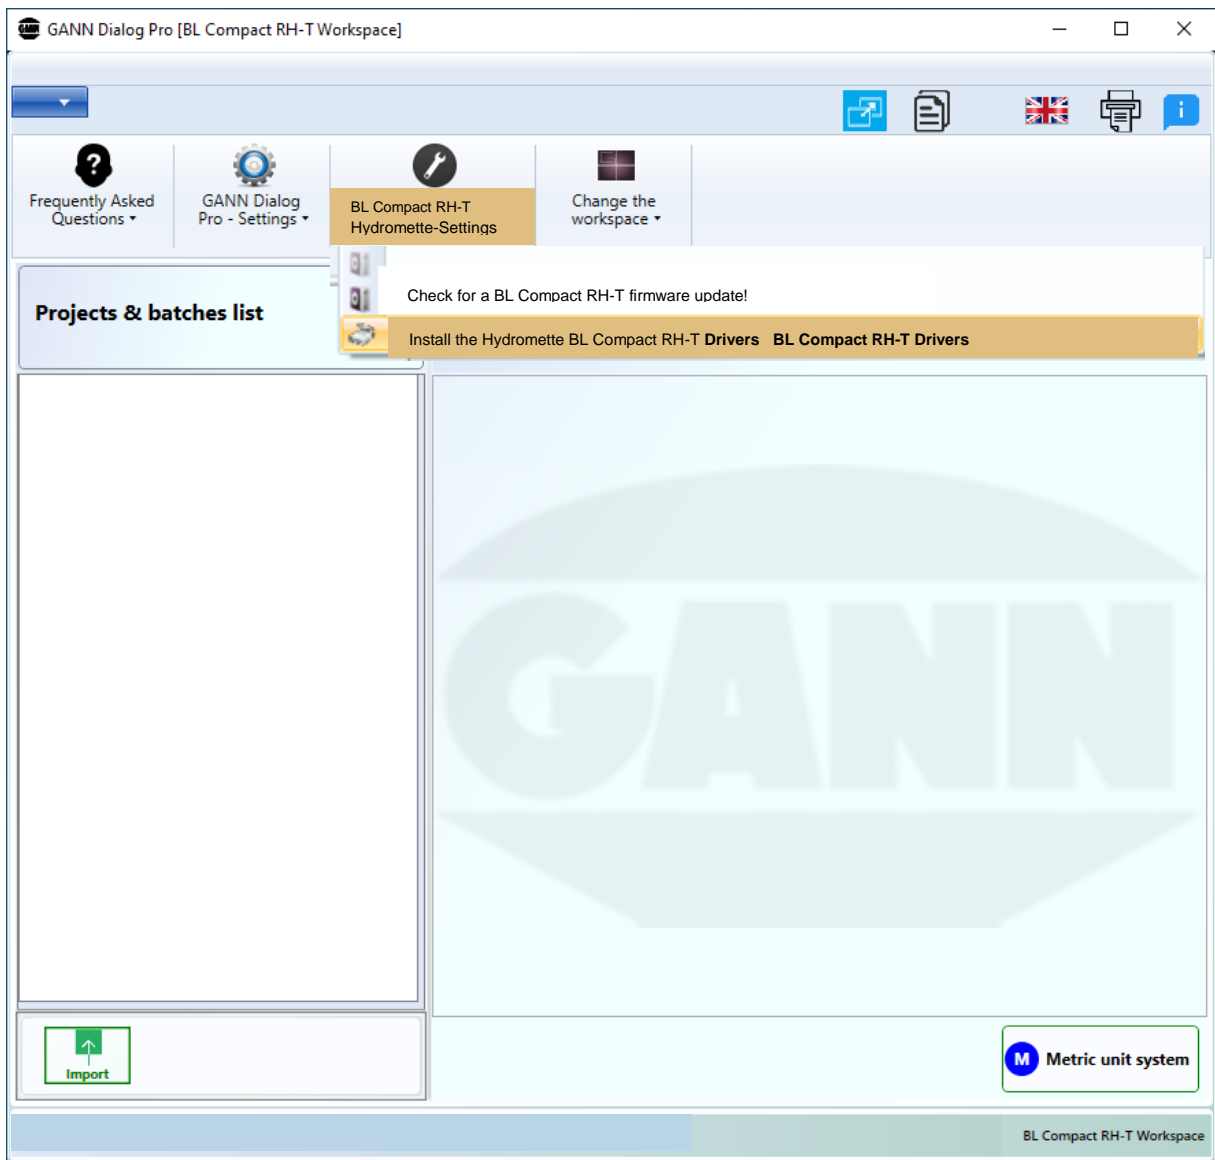 GANN Dialog Pro [BL Compact RH-T Workspace]
i
?
Frequently Asked
Questions
GANN Dialog
Pro - Settings
BL Compact RH-T
Hydromette-Settings
Change the
workspace
Check for a BL Compact RH-T firmware update!
Install the Hydromette BL Compact RH-T Drivers BL Compact RH-T Drivers
Projects & batches list
GANN
Import
M Metric unit system
BL Compact RH-T Workspace